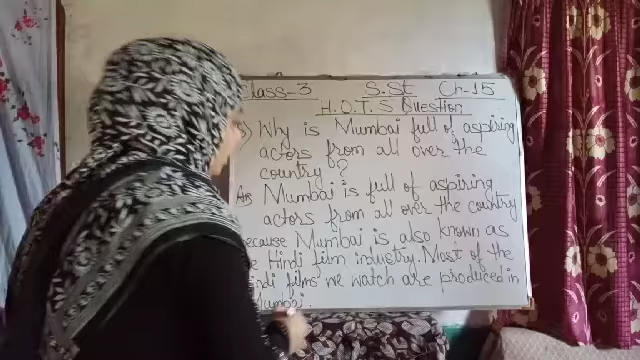 Class-3 S.St Ch-15
H.O.T.S Question
Why is Mumbai full of aspiring
actors from all over the
country?
Ans Mumbai is full of aspiring
actors from all over the country
because Mumbai is also known as
Hindi film industry. Most of the
Hindi films we watch are produced in
Mumbai.